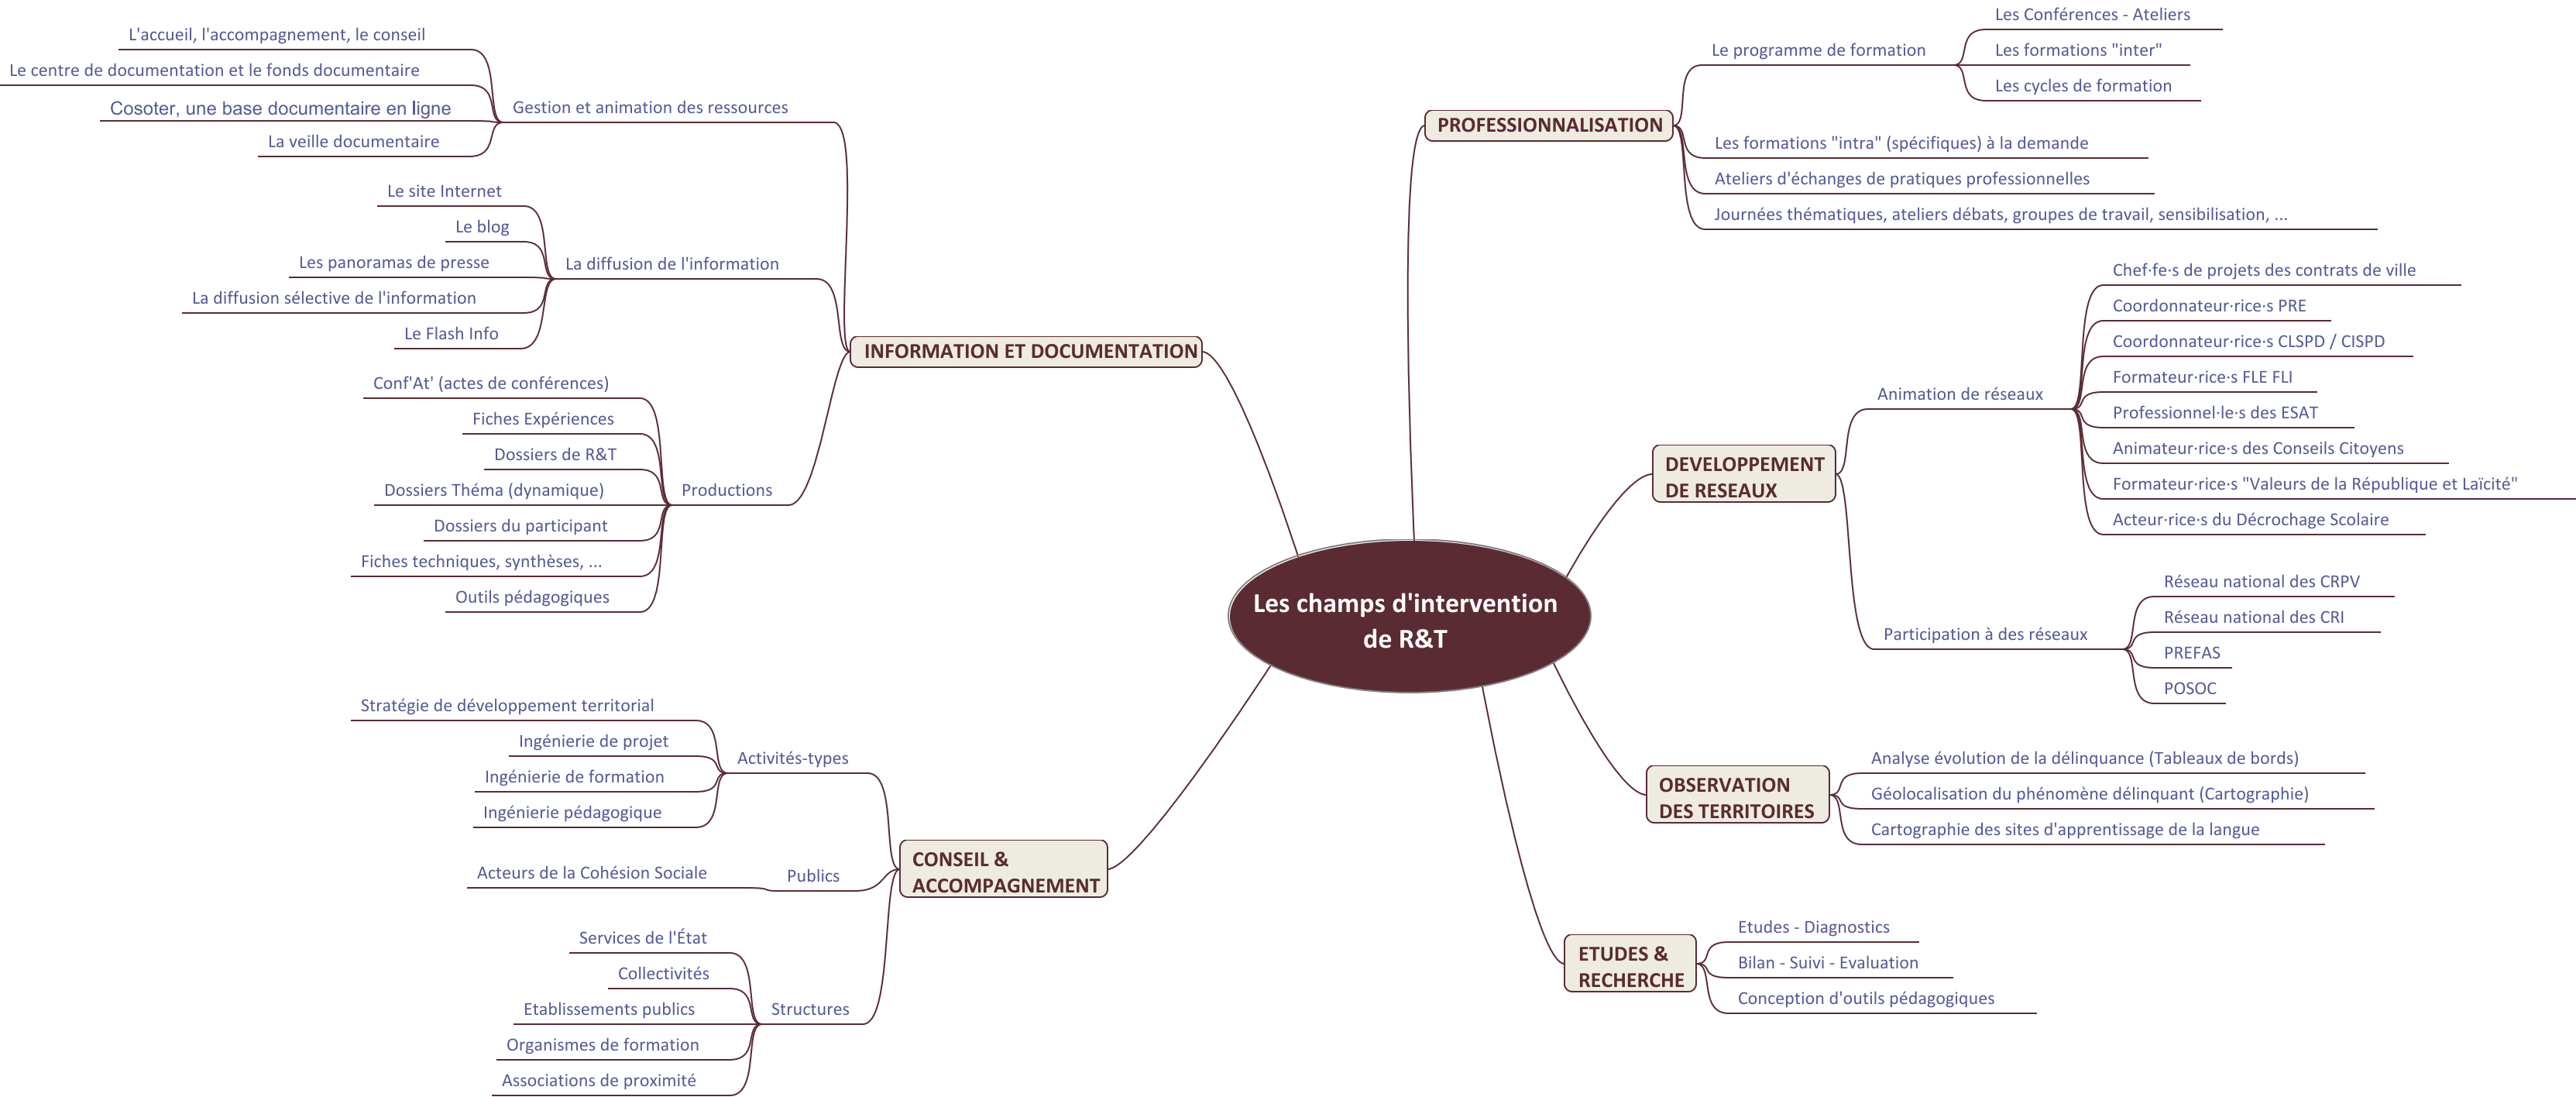 Les champs d'intervention
de R&T
PROFESSIONNALISATION
Le programme de formation
Les Conférences - Ateliers
Les formations "inter"
Les cycles de formation
Les formations "intra" (spécifiques) à la demande
Ateliers d'échanges de pratiques professionnelles
Journées thématiques, ateliers débats, groupes de travail, sensibilisation, ...
DEVELOPPEMENT
DE RESEAUX
Animation de réseaux
Chef·fe·s de projets des contrats de ville
Coordonnateur·rice·s PRE
Coordonnateur·rice·s CLSPD / CISPD
Formateur·rice·s FLE FLI
Professionnel·le·s des ESAT
Animateur·rice·s des Conseils Citoyens
Formateur·rice·s "Valeurs de la République et Laïcité"
Acteur·rice·s du Décrochage Scolaire
Participation à des réseaux
Réseau national des CRPV
Réseau national des CRI
PREFAS
POSOC
OBSERVATION
DES TERRITOIRES
Analyse évolution de la délinquance (Tableaux de bords)
Géolocalisation du phénomène délinquant (Cartographie)
Cartographie des sites d'apprentissage de la langue
ETUDES &
RECHERCHE
Etudes - Diagnostics
Bilan - Suivi - Evaluation
Conception d'outils pédagogiques
INFORMATION ET DOCUMENTATION
Gestion et animation des ressources
L'accueil, l'accompagnement, le conseil
Le centre de documentation et le fonds documentaire
Cosoter, une base documentaire en ligne
La veille documentaire
La diffusion de l'information
Le site Internet
Le blog
Les panoramas de presse
La diffusion sélective de l'information
Le Flash Info
Productions
Conf'At' (actes de conférences)
Fiches Expériences
Dossiers de R&T
Dossiers Théma (dynamique)
Dossiers du participant
Fiches techniques, synthèses, ...
Outils pédagogiques
CONSEIL &
ACCOMPAGNEMENT
Activités-types
Stratégie de développement territorial
Ingénierie de projet
Ingénierie de formation
Ingénierie pédagogique
Publics
Acteurs de la Cohésion Sociale
Structures
Services de l'État
Collectivités
Etablissements publics
Organismes de formation
Associations de proximité